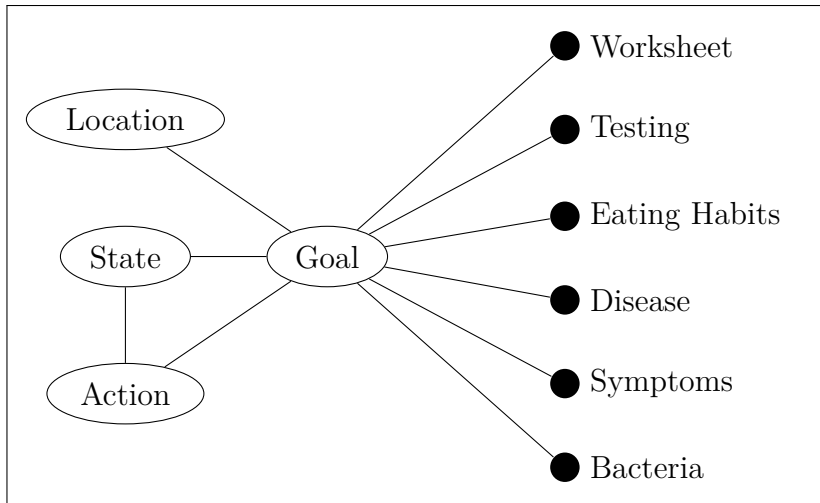 Location
State
Action
Goal
Worksheet
Testing
Eating Habits
Disease
Symptoms
Bacteria